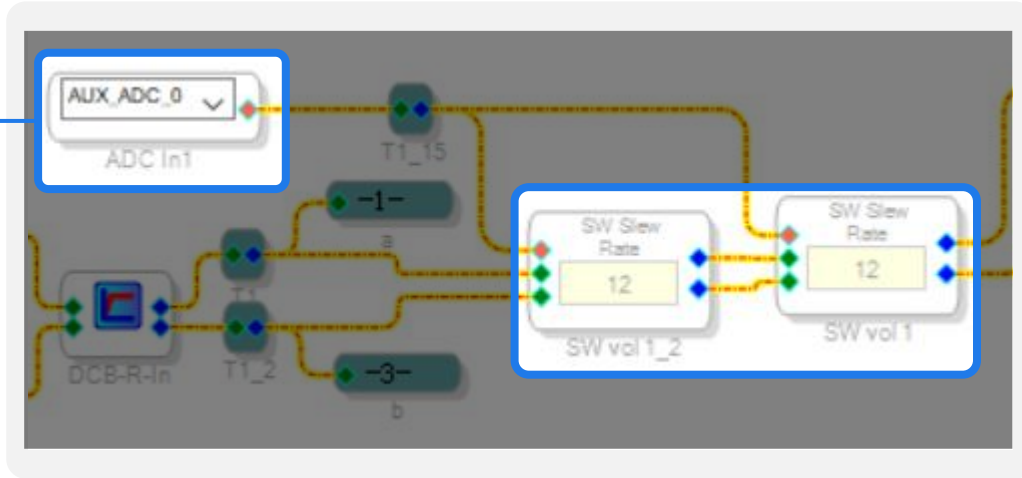 AUX_ADC_0
ADC In1
T1_15
-1-
a
SW Slew
Rate
12
SW vol 1_2
SW Slew
Rate
12
SW vol 1
T1
DCB-R-In
T1_2
-3-
b